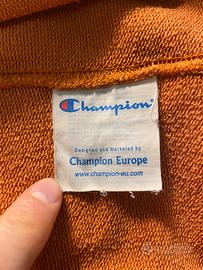 Champion
Designed and Marketed by
Champion Europe
www.champion-eu.com